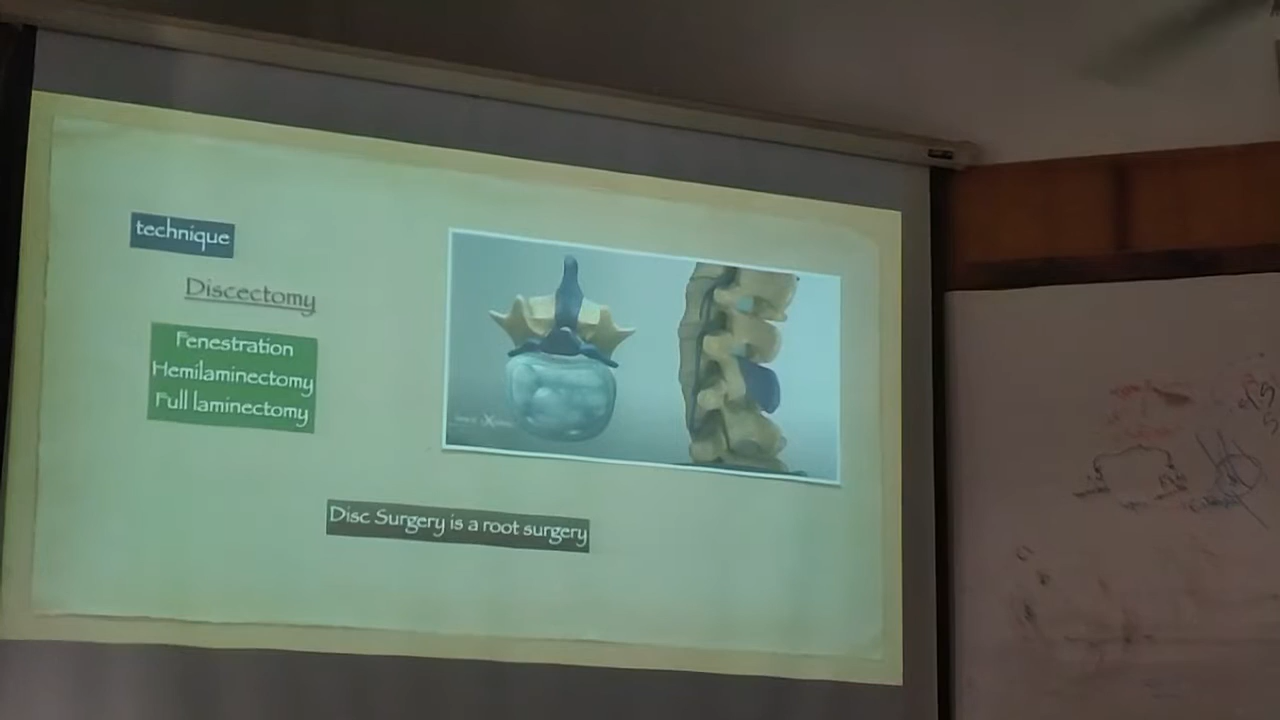 technique
Discectomy
Fenestration
Hemilaminectomy
Full laminectomy
Disc Surgery is a root surgery